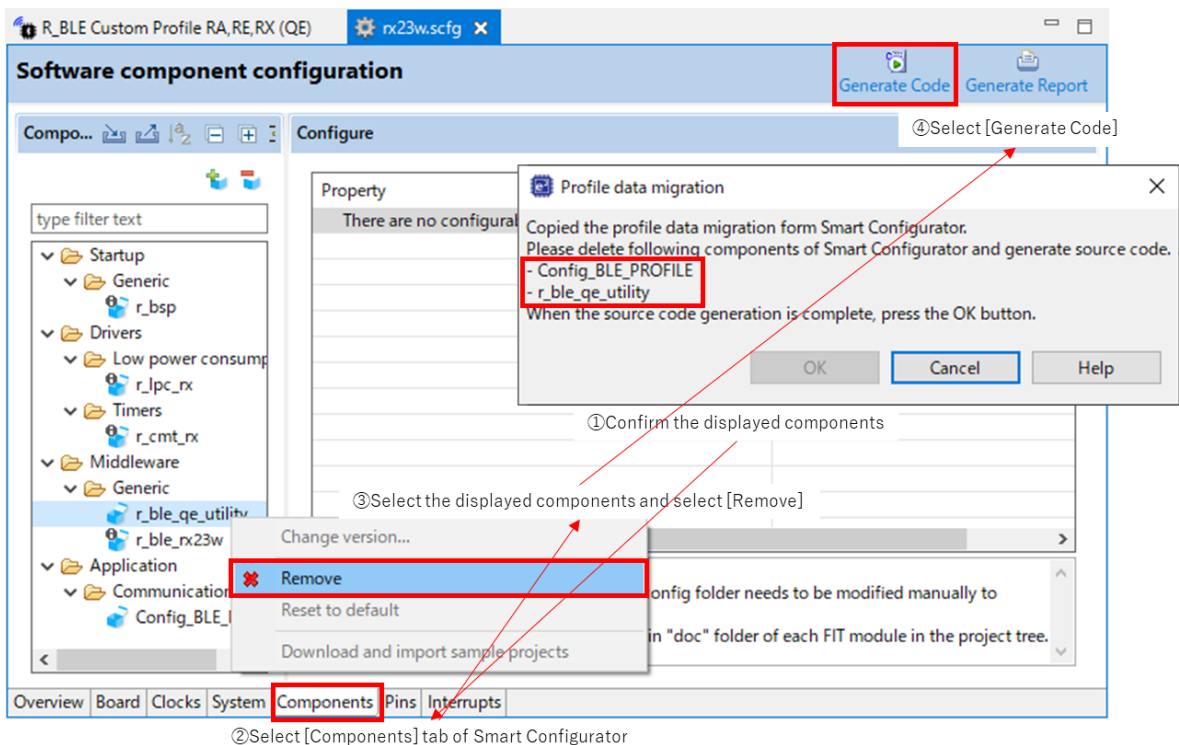 R_BLE Custom Profile RA,RE,RX (QE)
rx23w.scfg
Software component configuration
Generate Code
Generate Report
Compo...
Configure
④Select [Generate Code]
type filter text
Startup
Generic
r_bsp
Drivers
Low power consump
r_lpc_rx
Timers
r_cmt_rx
Middleware
Generic
r_ble_qe_utility
r_ble_rx23w
Application
Communication
Config_BLE_
Property
There are no configural
Profile data migration
Copied the profile data migration form Smart Configurator.
Please delete following components of Smart Configurator and generate source code.
- Config_BLE_PROFILE
- r_ble_qe_utility
When the source code generation is complete, press the OK button.
OK
Cancel
Help
①Confirm the displayed components
③Select the displayed components and select [Remove]
Change version...
Remove
Reset to default
Download and import sample projects
onfig folder needs to be modified manually to
in "doc" folder of each FIT module in the project tree.
Overview
Board
Clocks
System
Components
Pins
Interrupts
②Select [Components] tab of Smart Configurator